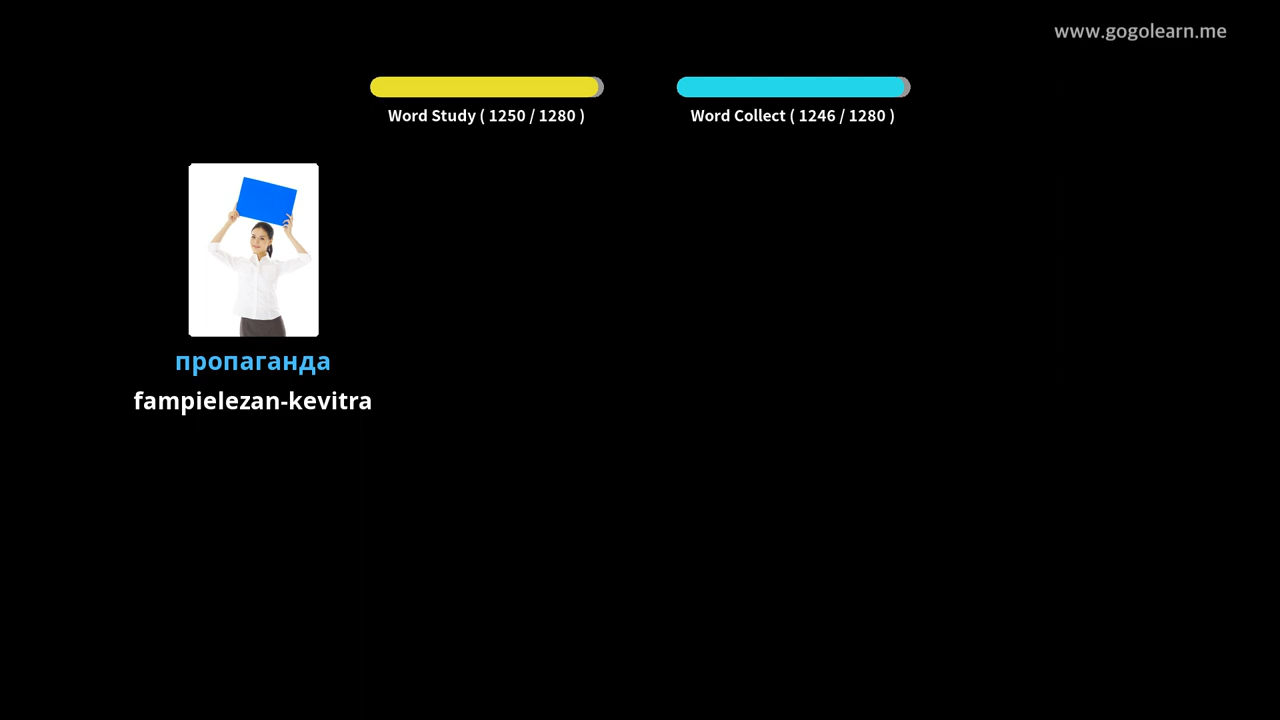 www.gogolearn.me
Word Study ( 1250 / 1280 )
Word Collect ( 1246 / 1280 )
пропаганда
fampielezan-kevitra